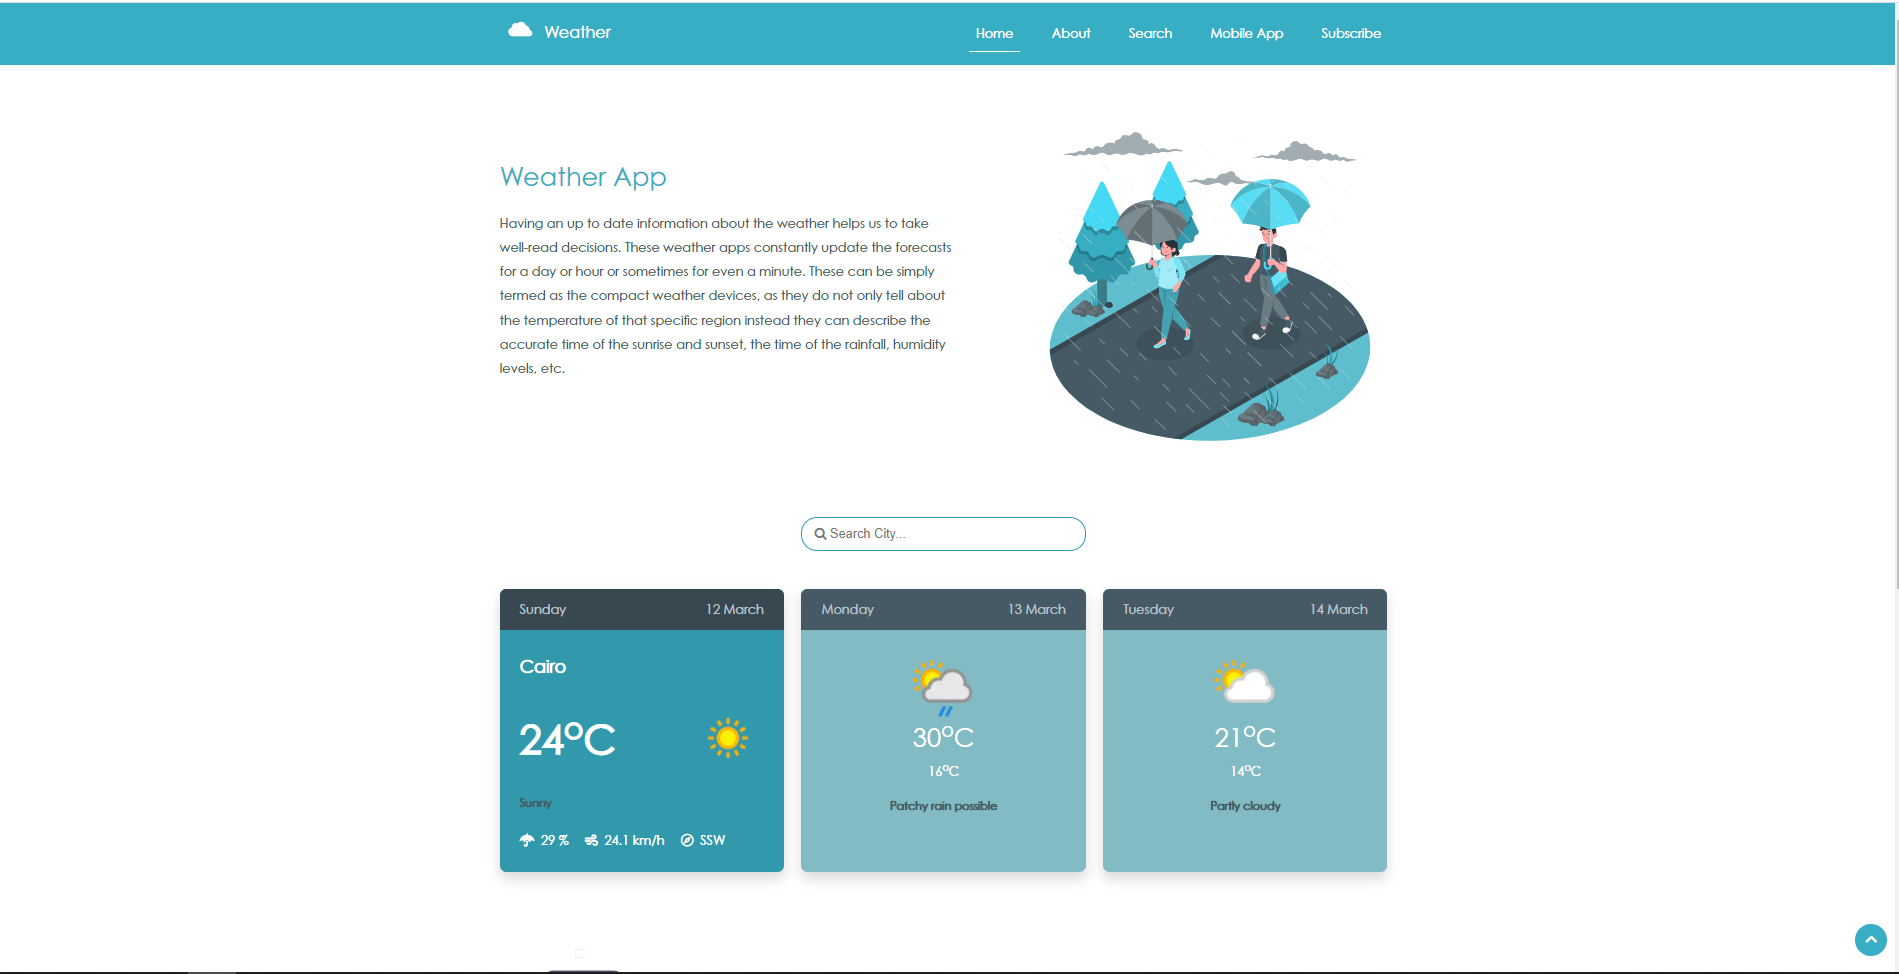 Weather
Home About Search Mobile App Subscribe
Weather App
Having an up to date information about the weather helps us to take
well-read decisions. These weather apps constantly update the forecasts
for a day or hour or sometimes for even a minute. These can be simply
termed as the compact weather devices, as they do not only tell about
the temperature of that specific region instead they can describe the
accurate time of the sunrise and sunset, the time of the rainfall, humidity
levels, etc.
Search City...
Sunday 12 March
Cairo
24°C
Sunny
29 % 24.1 km/h SSW
Monday 13 March
30°C
16°C
Patchy rain possible
Tuesday 14 March
21°C
14°C
Partly cloudy